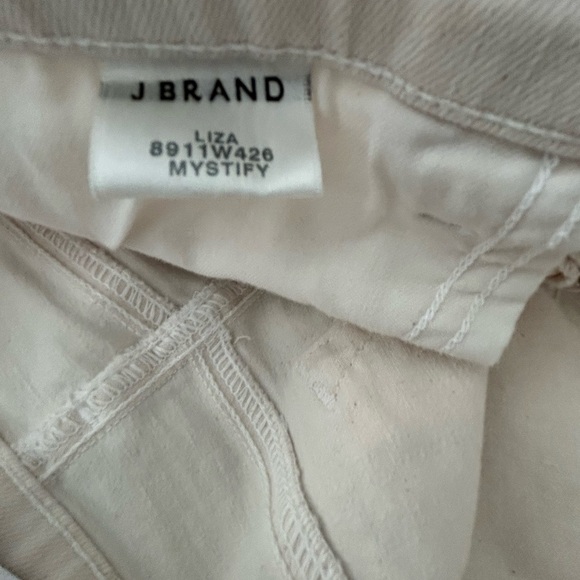 J BRAND
LIZA
8911W426
MYSTIFY